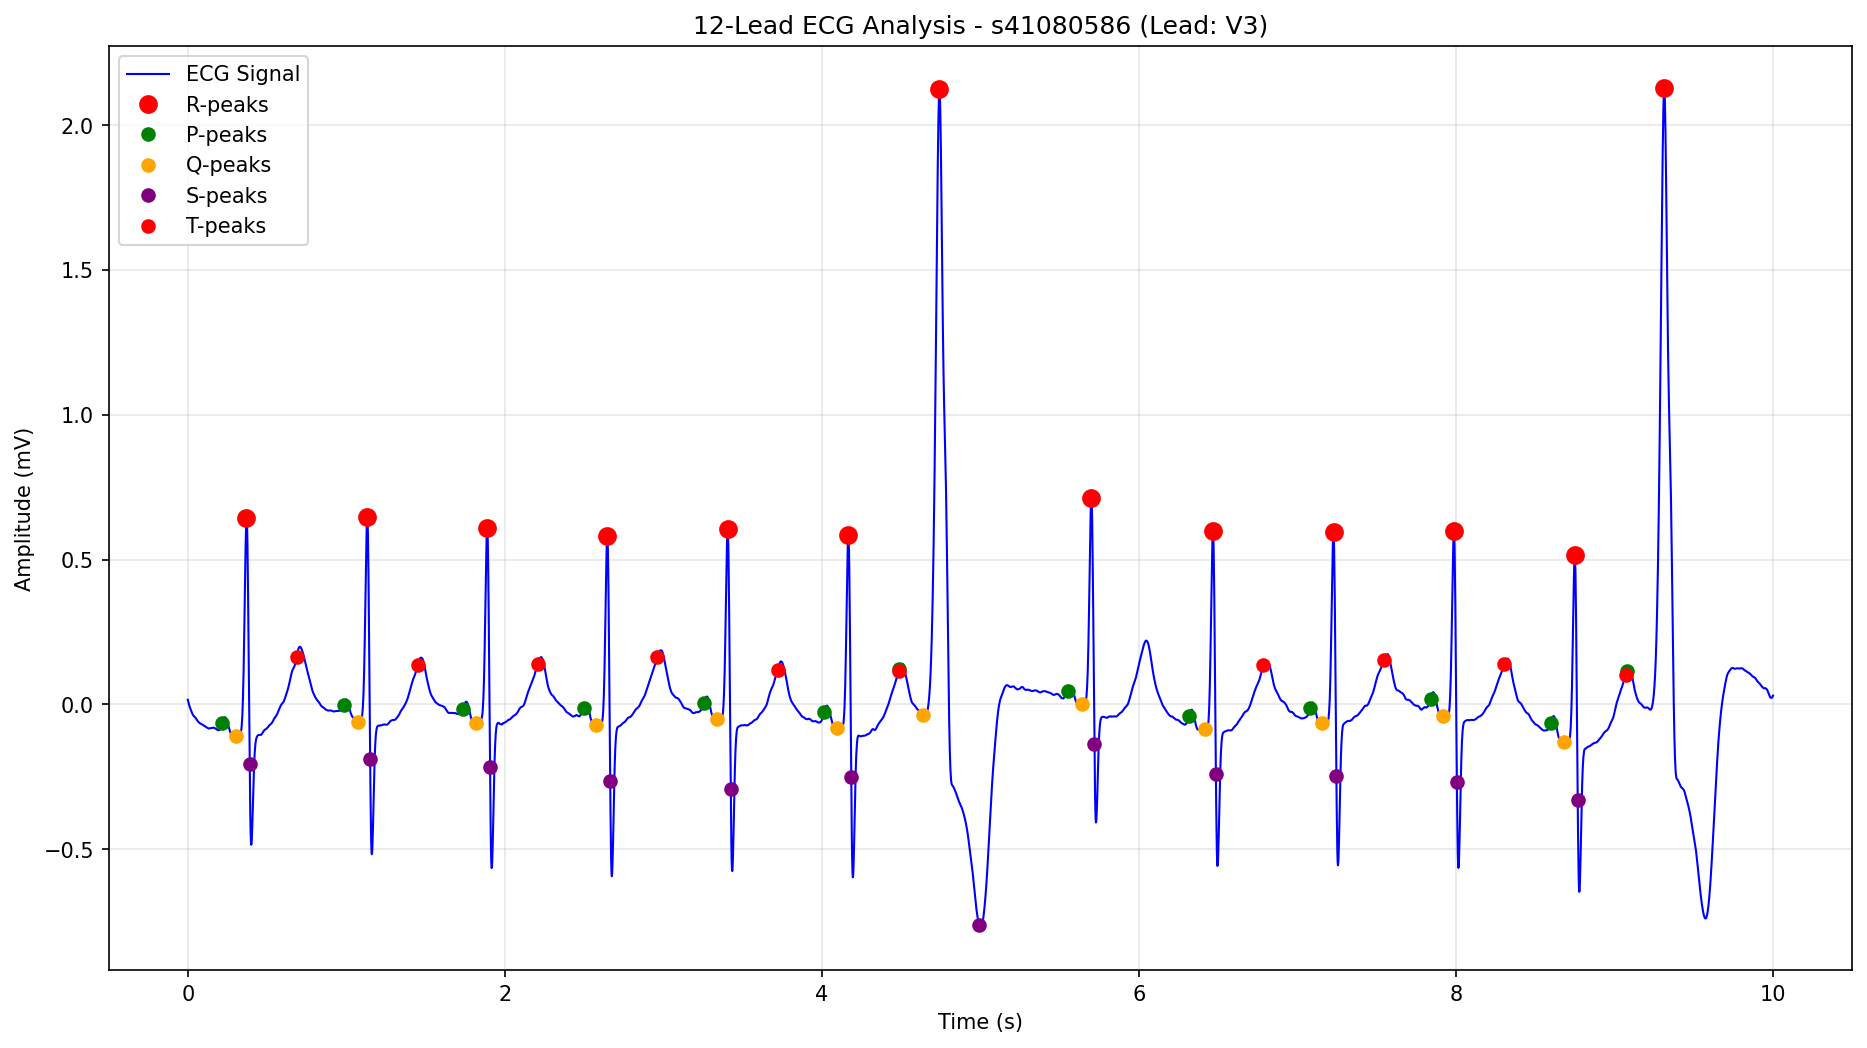 12-Lead ECG Analysis - s41080586 (Lead: V3)
ECG Signal
R-peaks
P-peaks
Q-peaks
S-peaks
T-peaks
2.0
1.5
1.0
0.5
0.0
−0.5
Amplitude (mV)
0 2 4 6 8 10
Time (s)